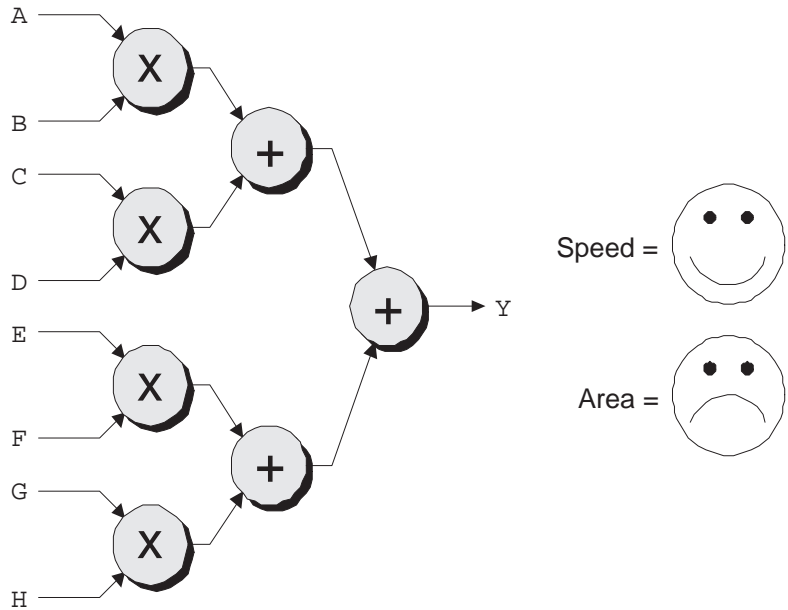 A
X
B
+
C
X
D
Speed =
+
Y
E
X
F
Area =
+
G
X
H